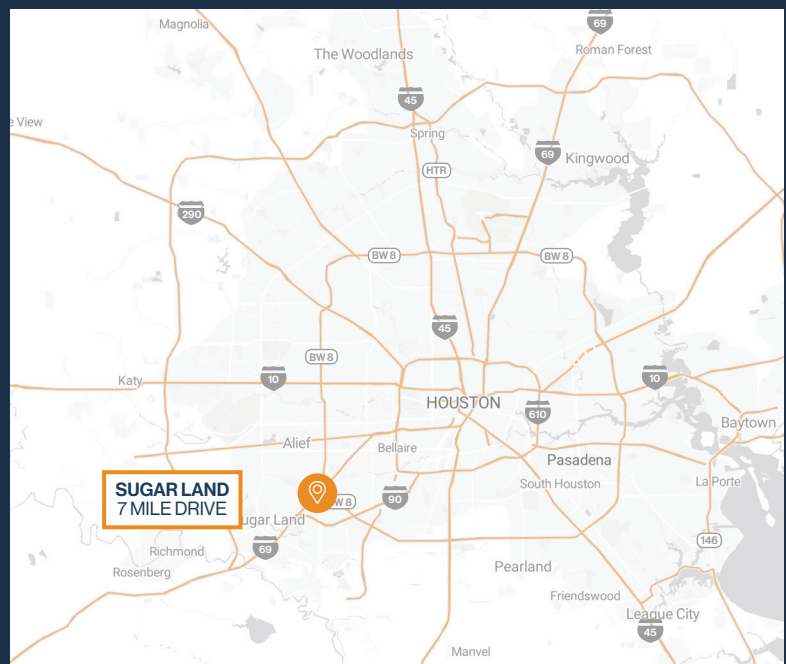 69
Magnolia
Roman Forest
The Woodlands
45
e View
Spring
69
Kingwood
HTR
290
BW 8
BW 8
45
BW 8
10
10
Katy
HOUSTON
610
Baytown
Alief
Bellaire
Pasadena
SUGAR LAND
7 MILE DRIVE
La Porte
South Houston
W 8
90
ugar Land
146
69
Richmond
Rosenberg
Pearland
Friendswood
League City
45
Manvel